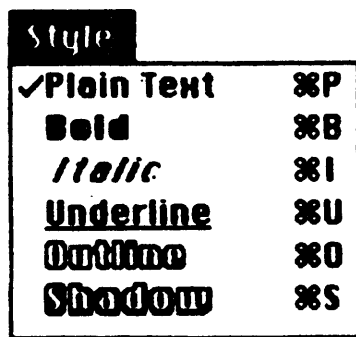 Style
✓Plain Text ⌘P
Bold ⌘B
Italic ⌘I
Underline ⌘U
Outline ⌘O
Shadow ⌘S